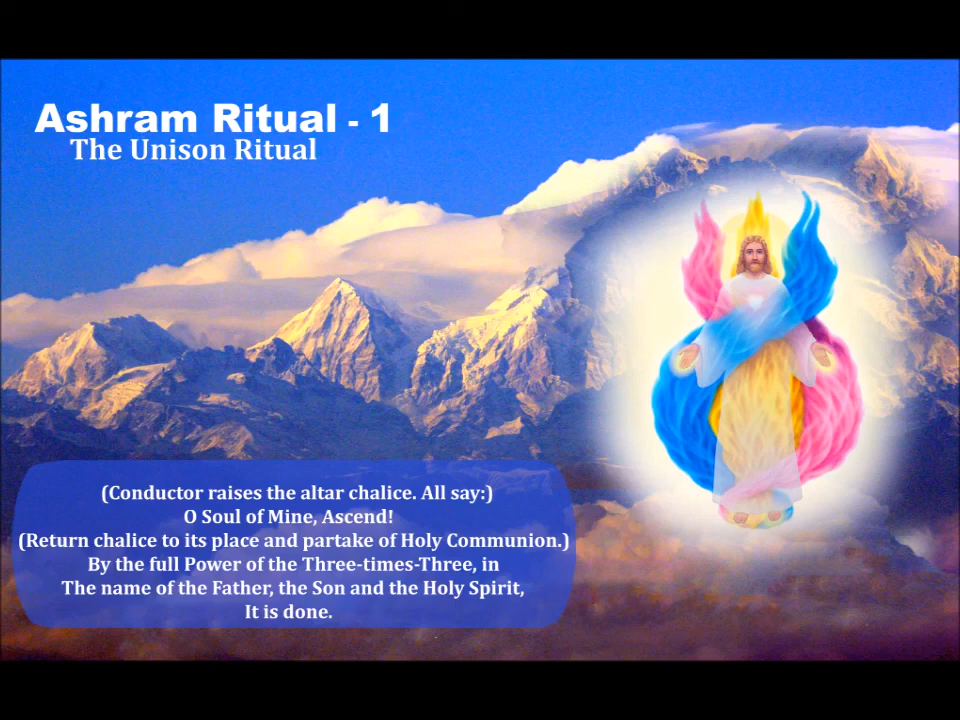 Ashram Ritual - 1
The Unison Ritual
(Conductor raises the altar chalice. All say:)
O Soul of Mine, Ascend!
(Return chalice to its place and partake of Holy Communion.)
By the full Power of the Three-times-Three, in
The name of the Father, the Son and the Holy Spirit,
It is done.